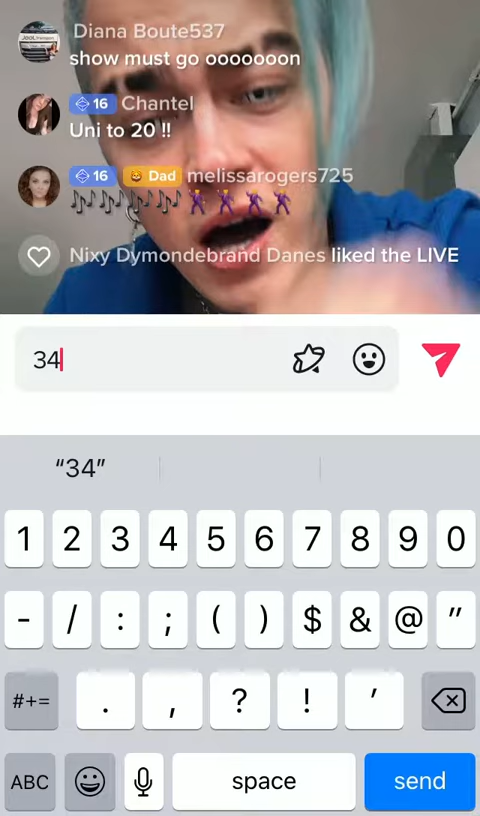 Diana Boute537
show must go ooooooon
16 Chantel
Uni to 20 !!
16 Dad melissarogers725
Nixy Dymondebrand Danes liked the LIVE
34
“34”
1 2 3 4 5 6 7 8 9 0
- / : ; ( ) $ & @ "
#+= . , ? ! '
ABC space send